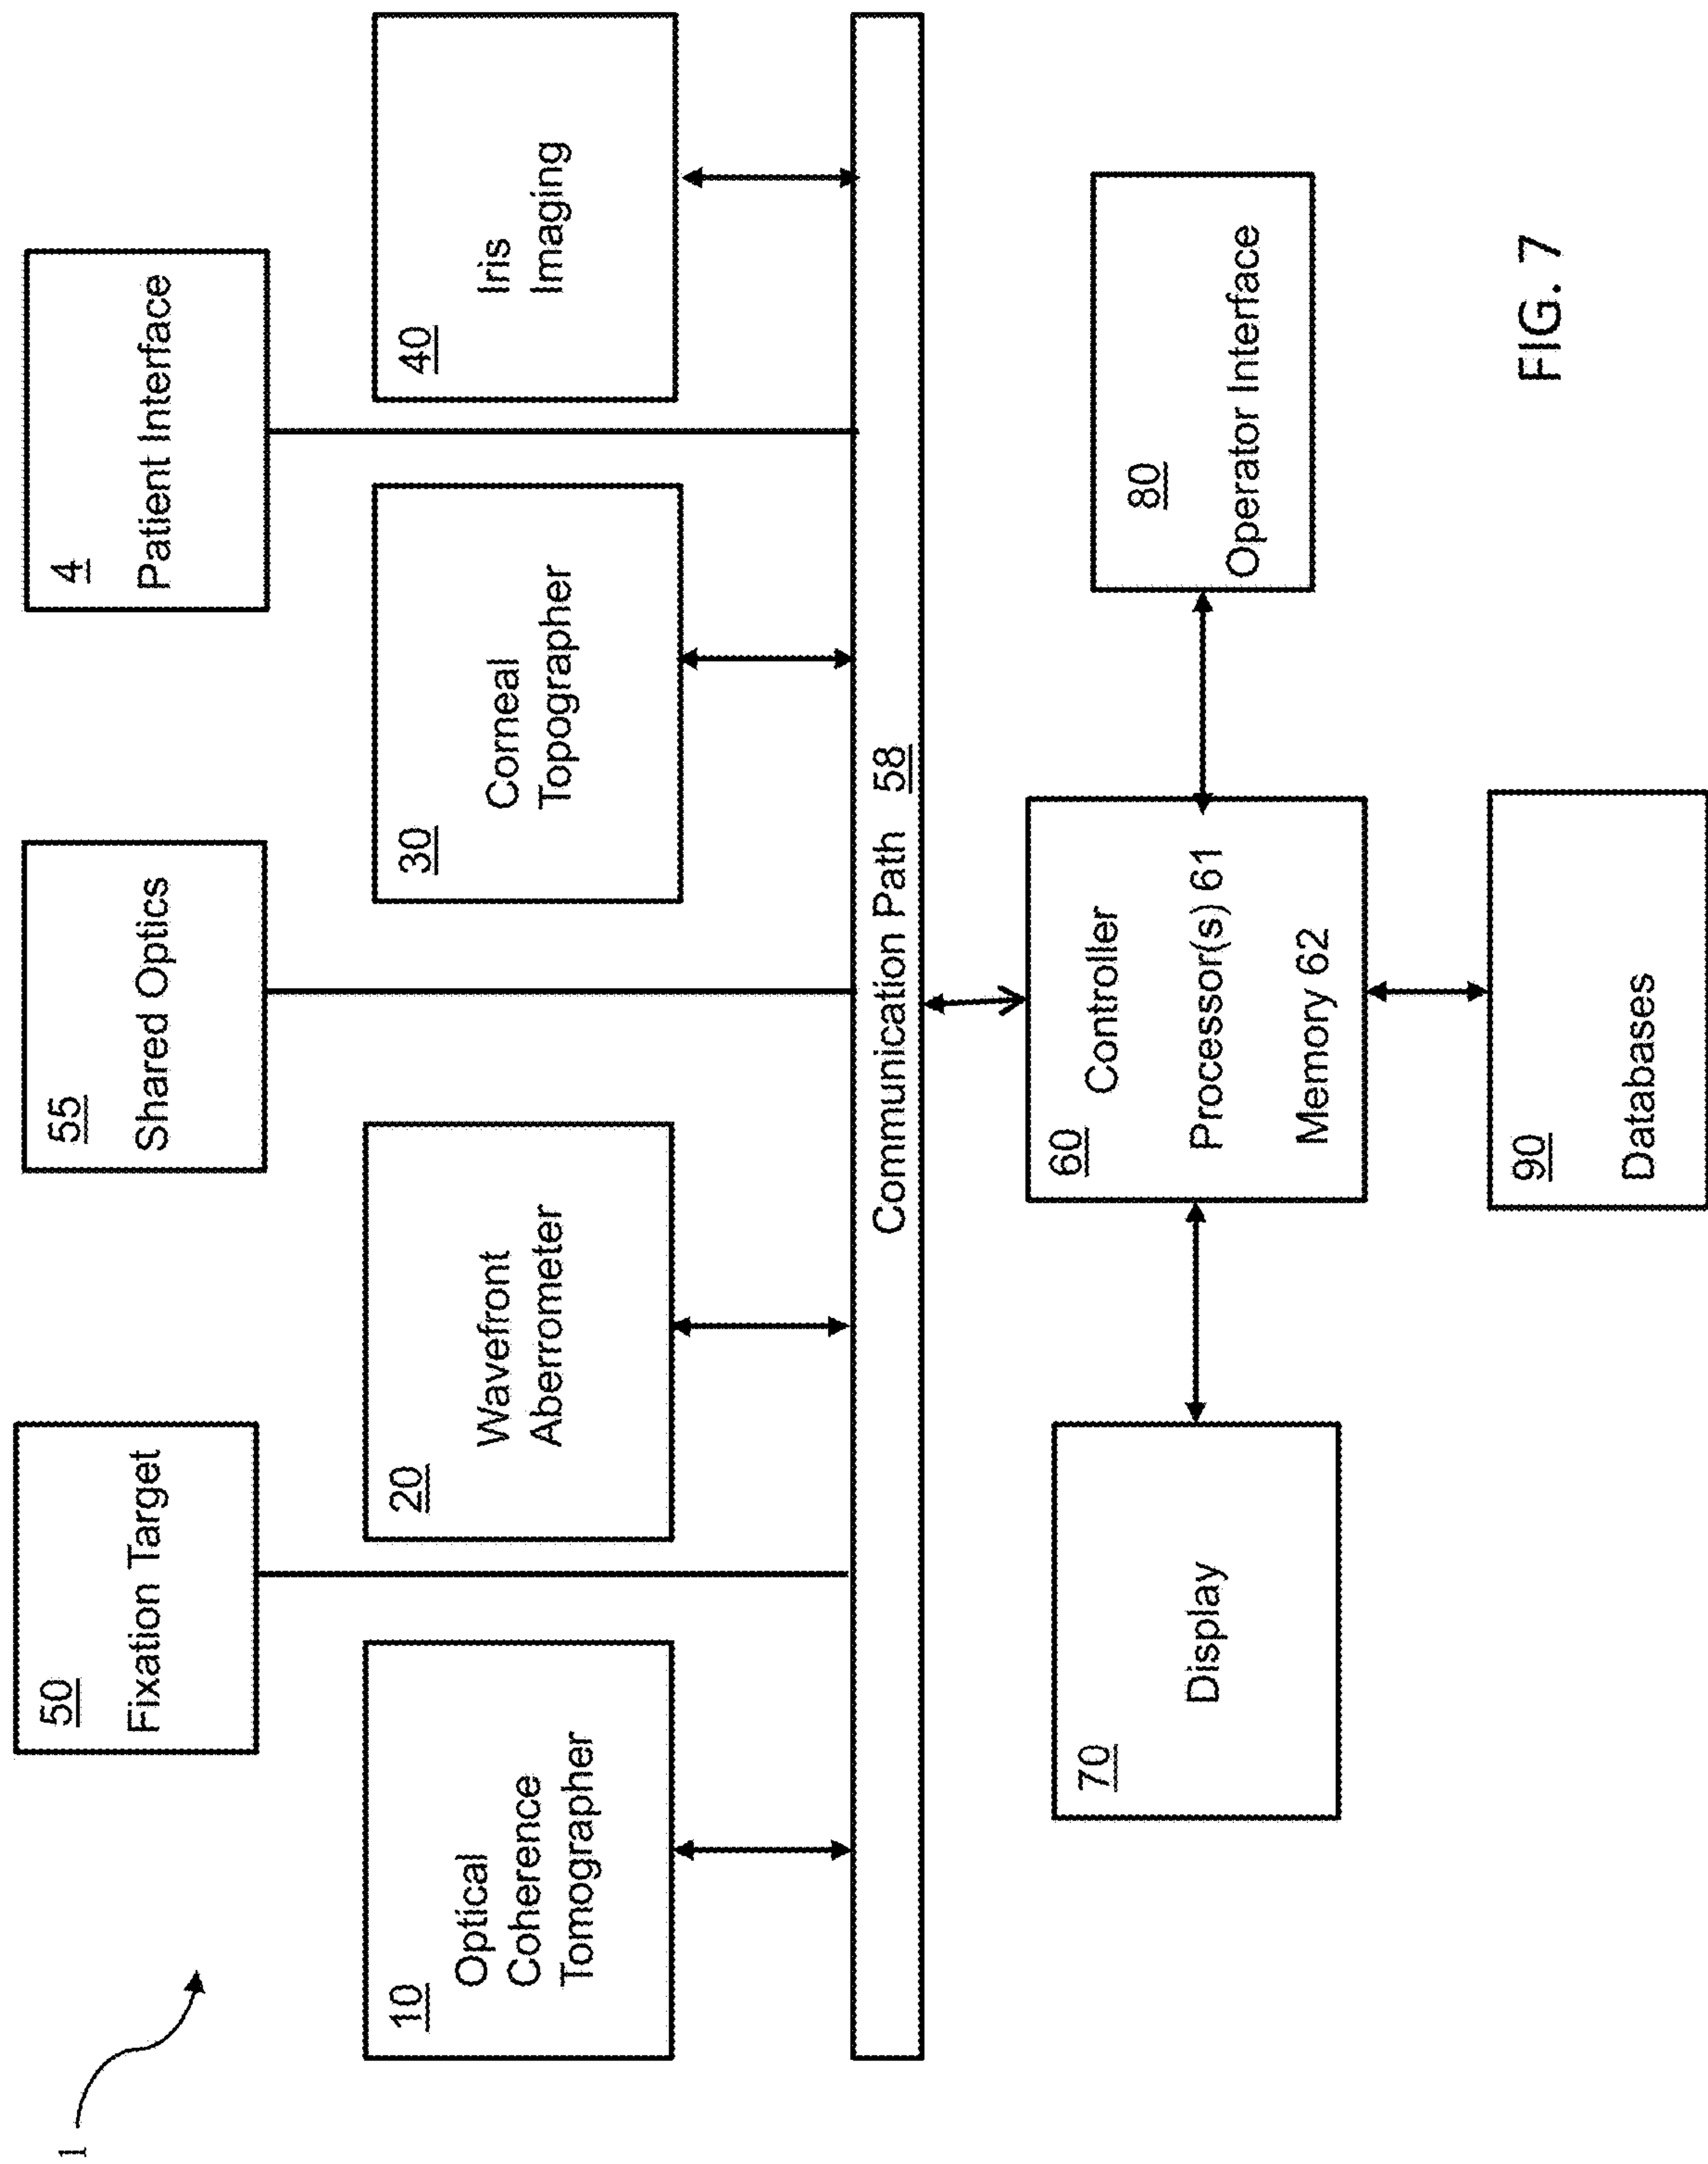 1
50
Fixation Target
55
Shared Optics
4
Patient Interface
10
Optical
Coherence
Tomographer
20
Wavefront
Aberrometer
30
Corneal
Topographer
40
Iris
Imaging
Communication Path 58
70
Display
60
Controller
Processor(s) 61
Memory 62
80
Operator Interface
90
Databases
FIG. 7